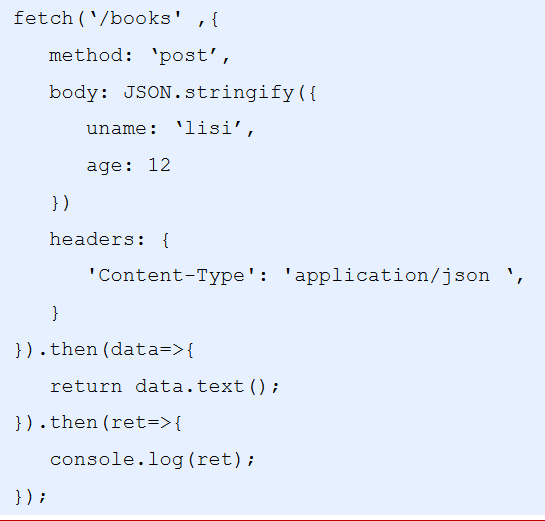 fetch(‛/books' ,{
method: ‛post’,
body: JSON.stringify({
uname: ‛lisi’,
age: 12
})
headers: {
'Content-Type': 'application/json ‛,
}
}).then(data=>{
return data.text();
}).then(ret=>{
console.log(ret);
});